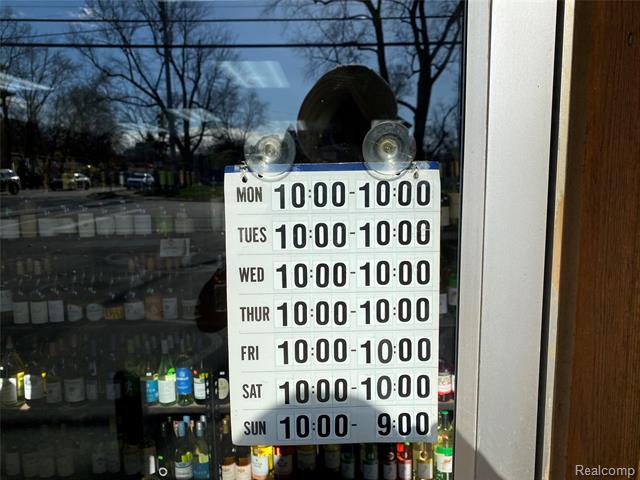 MON 10:00-10:00
TUES 10:00-10:00
WED 10:00-10:00
THUR 10:00-10:00
FRI 10:00-10:00
SAT 10:00-10:00
SUN 10:00- 9:00
Realcomp